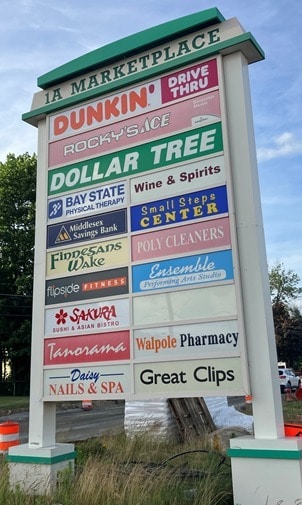 1A MARKETPLACE
DUNKIN' DRIVE THRU
ROCKY'S ACE
DOLLAR TREE
BAY STATE
PHYSICAL THERAPY
Wine & Spirits
Middlesex
Savings Bank
Small Steps
CENTER
Finnegans
Wake
POLY CLEANERS
flipside FITNESS
Ensemble
Performing Arts Studio
SAKURA
SUSHI & ASIAN BISTRO
Tanorama
Walpole Pharmacy
Daisy
NAILS & SPA
Great Clips